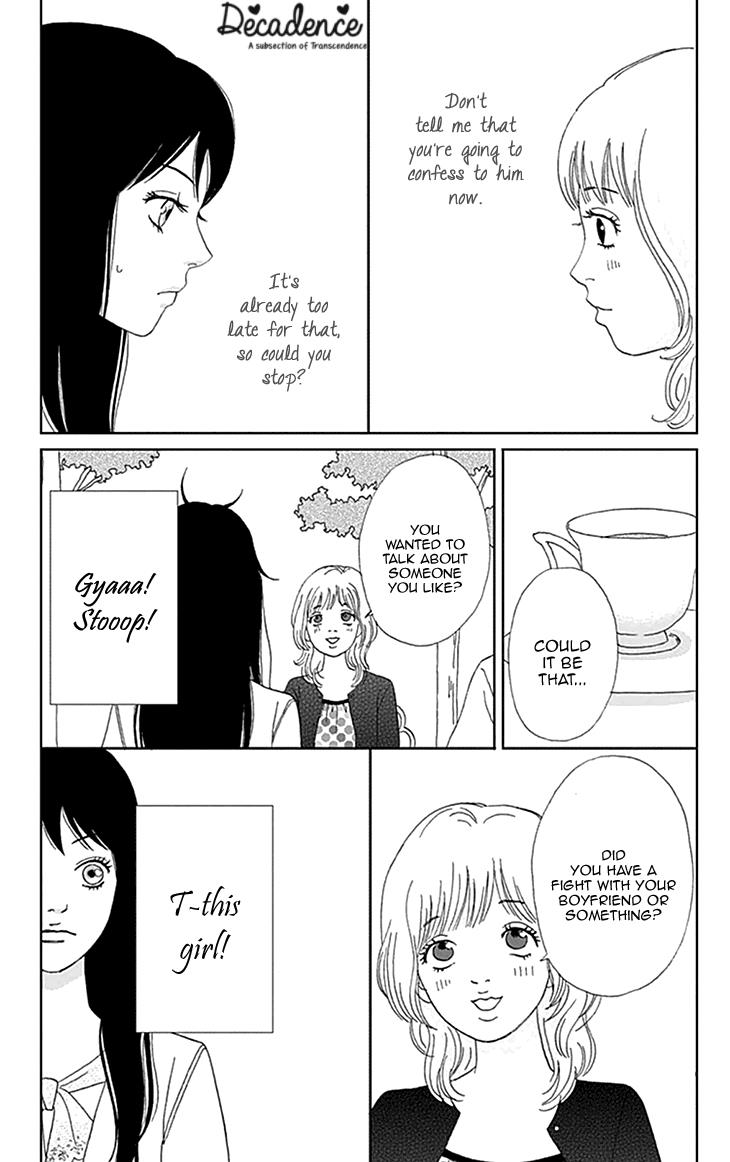 Decadence
A subsection of Transcendence
Don't
tell me that
you're going to
confess to him
now.
It's
already too
late for that,
so could you
stop?
Could
it be
that...
You
wanted to
talk about
someone
you like?
Gyaaa!
Stooop!
Did
you have a
fight with your
boyfriend or
something?
T-this
girl!